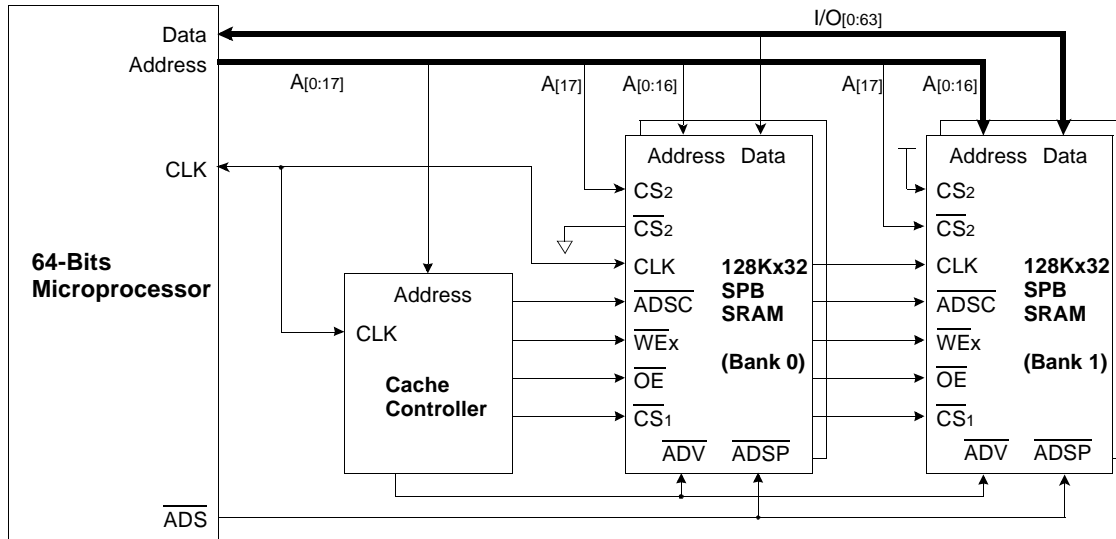 I/O[0:63]
Data
Address
A[0:17]
A[17]
A[0:16]
A[17]
A[0:16]
CLK
64-Bits
Microprocessor
ADS
Address
CLK
Cache
Controller
Address Data
CS2
CS2
CLK
ADSC
WEx
OE
CS1
128Kx32
SPB
SRAM
(Bank 0)
ADV ADSP
Address Data
CS2
CS2
CLK
ADSC
WEx
OE
CS1
128Kx32
SPB
SRAM
(Bank 1)
ADV ADSP